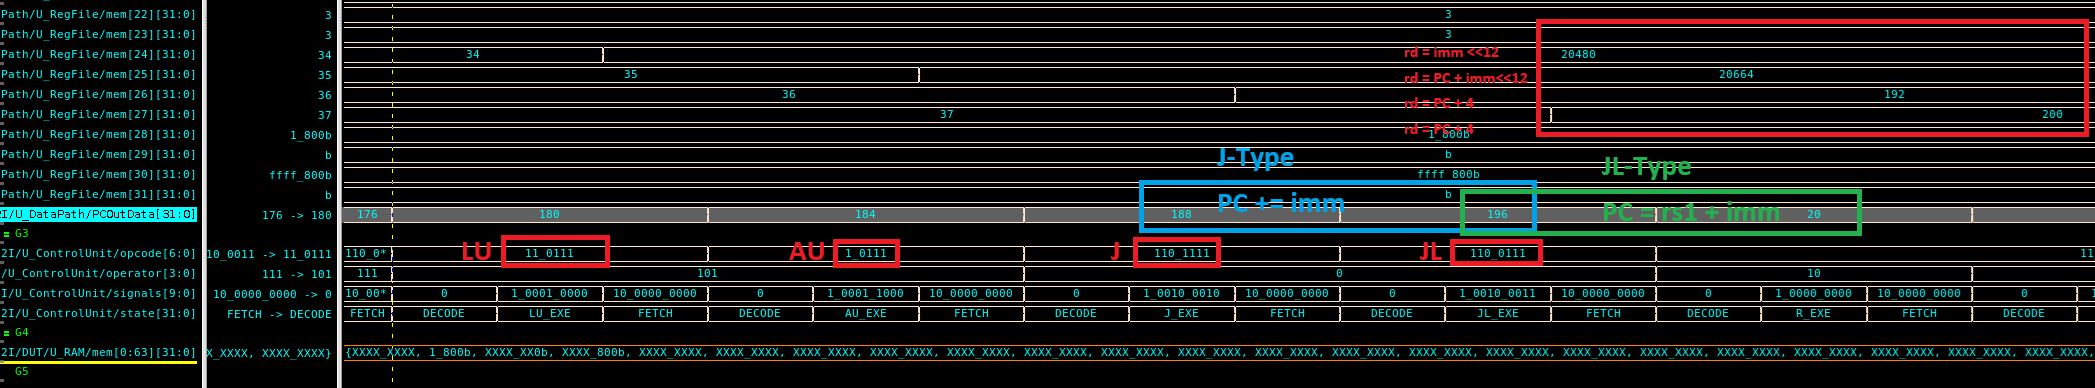 Path/U_RegFile/mem[22][31:0] 3 3
Path/U_RegFile/mem[23][31:0] 3 3
Path/U_RegFile/mem[24][31:0] 34 34 rd = imm <<12 20480
Path/U_RegFile/mem[25][31:0] 35 35 rd = PC + imm<<12 20664
Path/U_RegFile/mem[26][31:0] 36 36 rd = PC + 4 192
Path/U_RegFile/mem[27][31:0] 37 37 200
Path/U_RegFile/mem[28][31:0] 1_800b rd = PC + 4 1_800b
Path/U_RegFile/mem[29][31:0] b J-Type b JL-Type
Path/U_RegFile/mem[30][31:0] ffff_800b ffff_800b
Path/U_RegFile/mem[31][31:0] b PC += imm b
2I/U_DataPath/PCOutData[31:0] 176 -> 180 176 180 184 188 196 PC = rs1 + imm 20
G3
2I/U_ControlUnit/opcode[6:0] 10_0011 -> 11_0111 110_0* LU 11_0111 AU 1_0111 J 110_1111 JL 110_0111 11
/U_ControlUnit/operator[3:0] 111 -> 101 111 101 0 10
I/U_ControlUnit/signals[9:0] 10_0000_0000 -> 0 10_00* 0 1_0001_0000 10_0000_0000 0 1_0001_1000 10_0000_0000 0 1_0010_0010 10_0000_0000 0 1_0010_0011 10_0000_0000 0 1_0000_0000 10_0000_0000 0 1
2I/U_ControlUnit/state[31:0] FETCH -> DECODE FETCH DECODE LU_EXE FETCH DECODE AU_EXE FETCH DECODE J_EXE FETCH DECODE JL_EXE FETCH DECODE R_EXE FETCH DECODE
G4
2I/DUT/U_RAM/mem[0:63][31:0] X_XXXX, XXXX_XXXX} {XXXX_XXXX, 1_800b, XXXX_XX0b, XXXX_800b, XXXX_XXXX, XXXX_XXXX, XXXX_XXXX, XXXX_XXXX, XXXX_XXXX, XXXX_XXXX, XXXX_XXXX, XXXX_XXXX, XXXX_XXXX, XXXX_XXXX, XXXX_XXXX, XXXX_XXXX, XXXX_XXXX, XXXX_XXXX, XXXX_XXXX, XXXX_XXXX, XXXX_XXXX, XXXX_XXXX, XXXX_XXXX,
G5